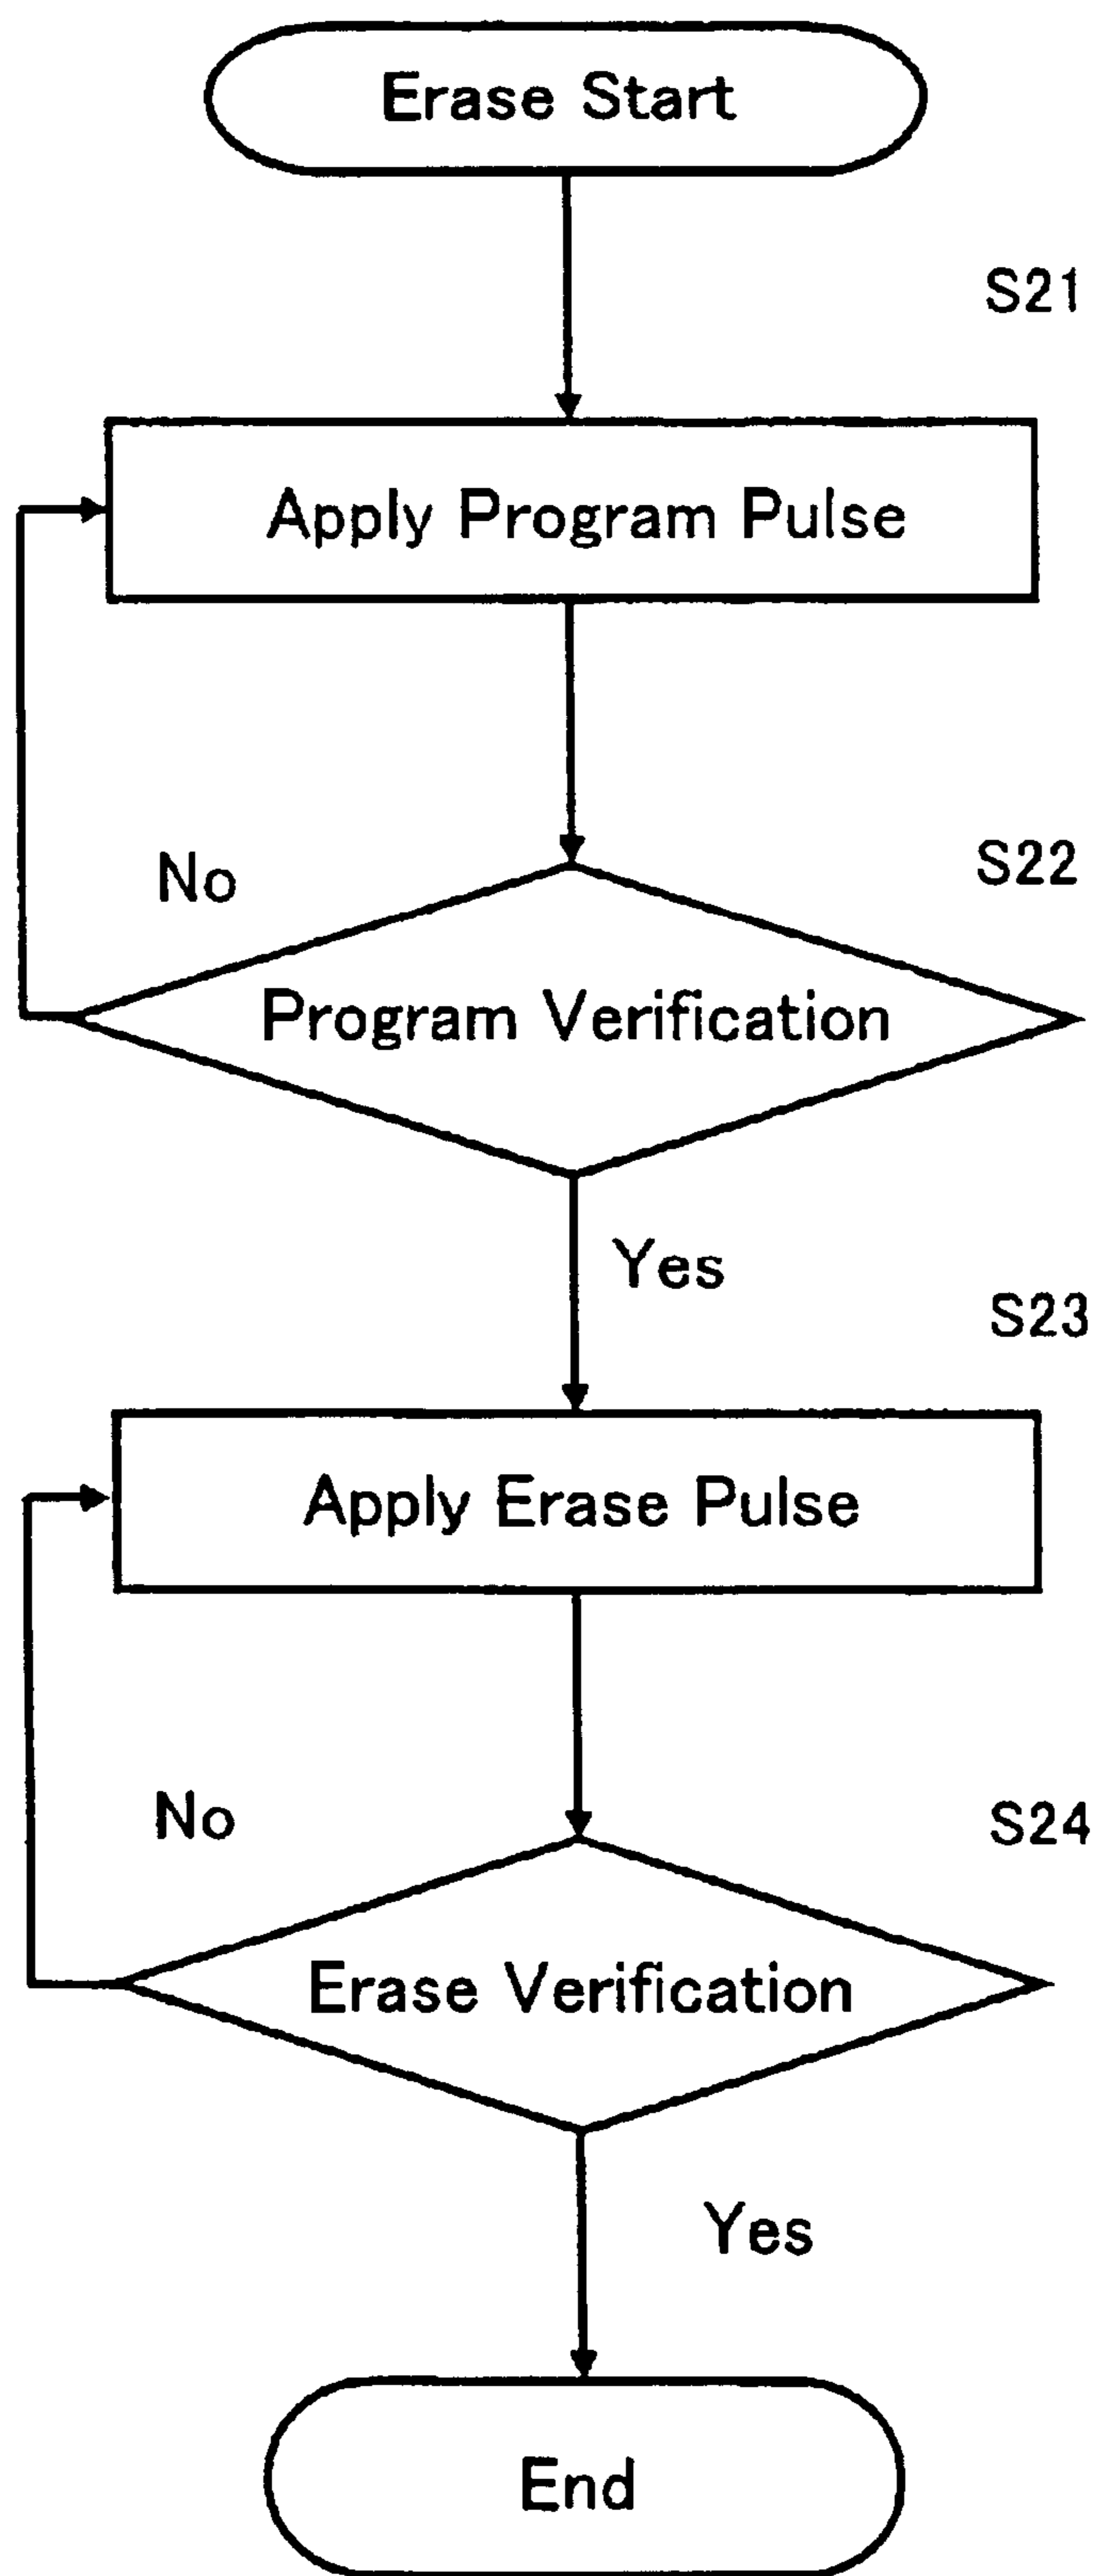 Erase Start
S21
Apply Program Pulse
No
S22
Program Verification
Yes
S23
Apply Erase Pulse
No
S24
Erase Verification
Yes
End